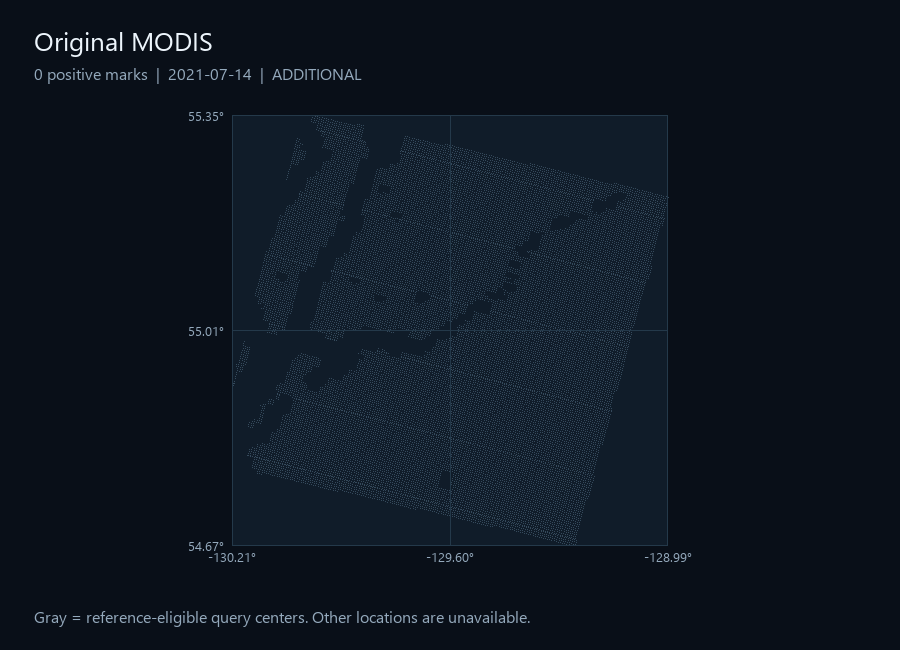 Original MODIS
0 positive marks | 2021-07-14 | ADDITIONAL
55.35°
55.01°
54.67°
-130.21°
-129.60°
-128.99°
Gray = reference-eligible query centers. Other locations are unavailable.